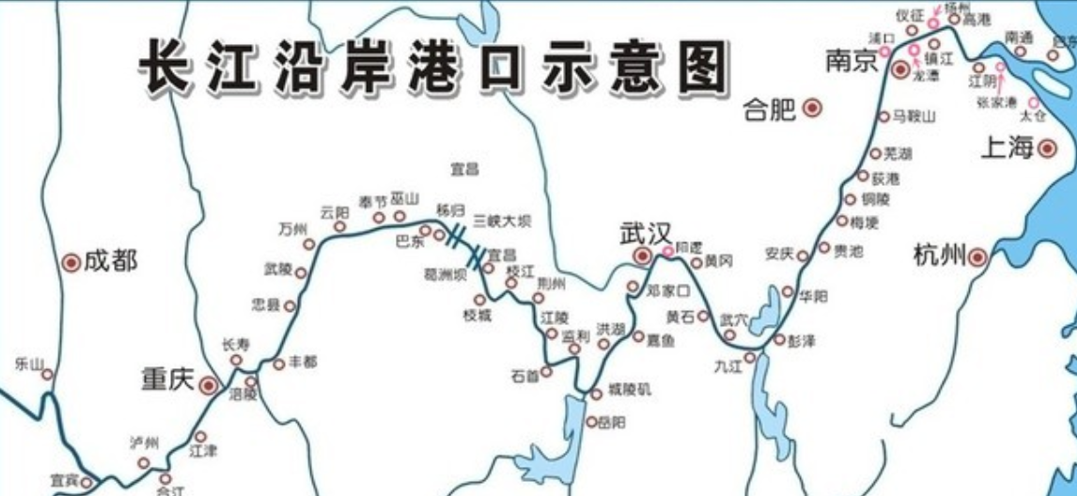 长江沿岸港口示意图
仪征
扬州
高港
浦口
南京
龙潭
镇江
南通
启东
江阴
张家港
太仓
上海
合肥
马鞍山
芜湖
荻港
铜陵
梅埂
贵池
安庆
华阳
彭泽
杭州
宜昌
奉节
巫山
秭归
三峡大坝
云阳
万州
巴东
葛洲坝
宜昌
枝江
荆州
枝城
武陵
忠县
江陵
监利
洪湖
石首
城陵矶
岳阳
嘉鱼
邓家口
武汉
阳逻
黄冈
黄石
武穴
九江
成都
乐山
长寿
丰都
重庆
涪陵
泸州
江津
宜宾
合江